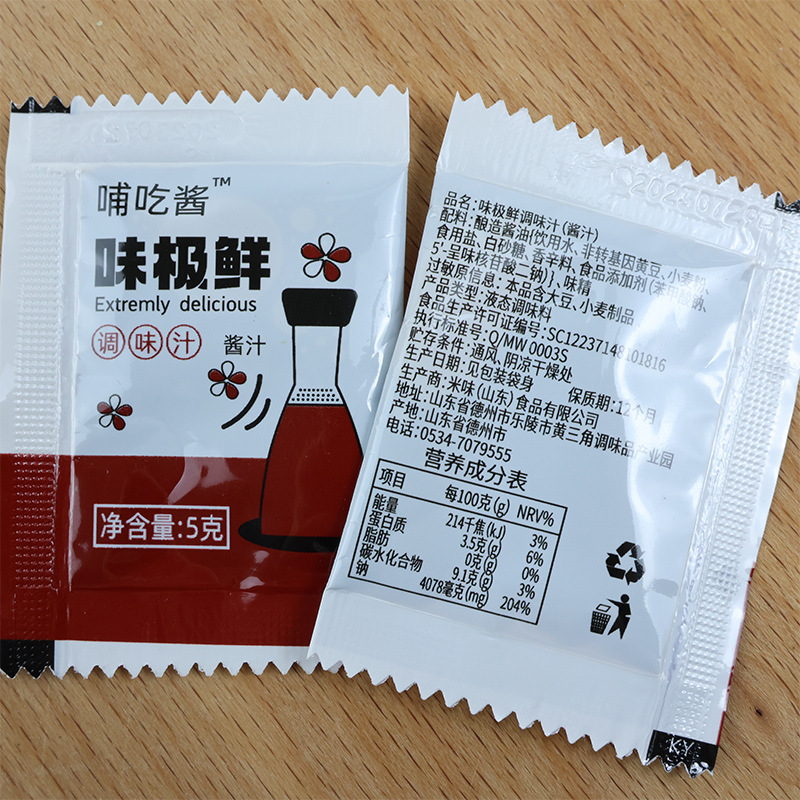 哺吃酱™
味极鲜
Extremly delicious
调味汁 酱汁
净含量:5克
品名:味极鲜调味汁(酱汁)
配料:酿造酱油{饮用水、非转基因黄豆、小麦粉、
食用盐、白砂糖、香辛料、食品添加剂(苯甲酸钠、
5'-呈味核苷酸二钠)}、味精
过敏原信息:本品含大豆、小麦制品
产品类型:液态调味料
食品生产许可证编号:SC12237148101816
执行标准号:Q/MW 0003S
贮存条件:通风、阴凉干燥处
生产日期:见包装袋身 保质期:12个月
生产商:米味(山东)食品有限公司
地址:山东省德州市乐陵市黄三角调味品产业园
产地:山东省德州市
电话:0534-7079555
营养成分表
项目 每100克(g) NRV%
能量 214千焦(kJ) 3%
蛋白质 3.5克(g) 6%
脂肪 0克(g) 0%
碳水化合物 9.1克(g) 3%
钠 4078毫克(mg) 204%
KY